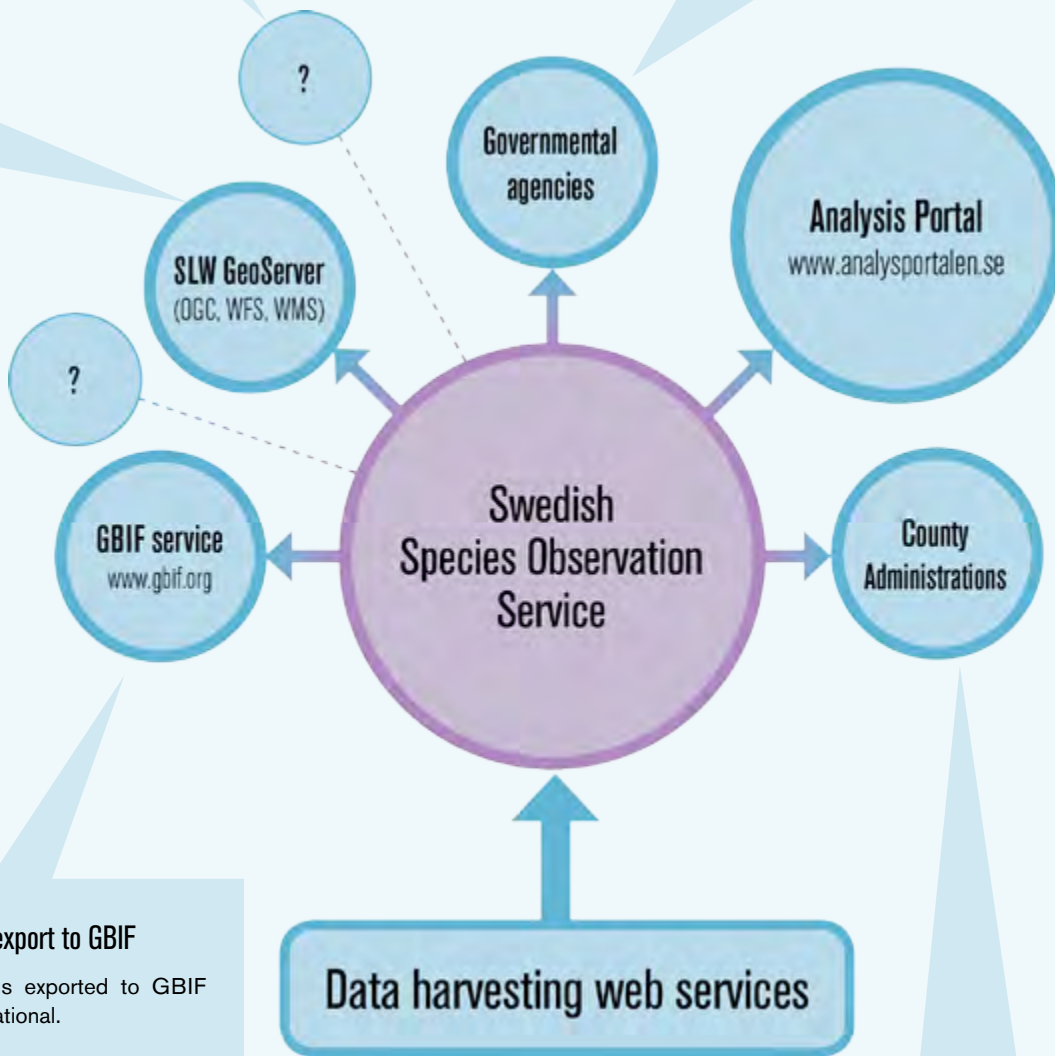 ?
Governmental
agencies
Analysis Portal
www.analysportalen.se
SLW GeoServer
(OGC, WFS, WMS)
?
GBIF service
www.gbif.org
Swedish
Species Observation
Service
County
Administrations
export to GBIF
s exported to GBIF
ational.
Data harvesting web services